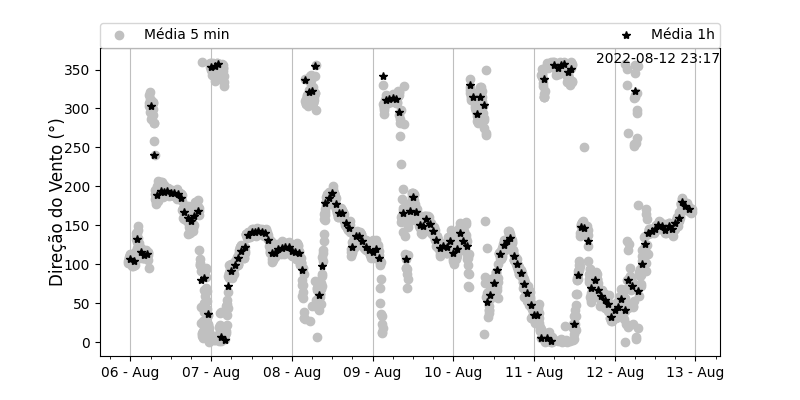 Média 5 min
Média 1h
2022-08-12 23:17
Direção do Vento (°)
350
300
250
200
150
100
50
0
06 - Aug
07 - Aug
08 - Aug
09 - Aug
10 - Aug
11 - Aug
12 - Aug
13 - Aug